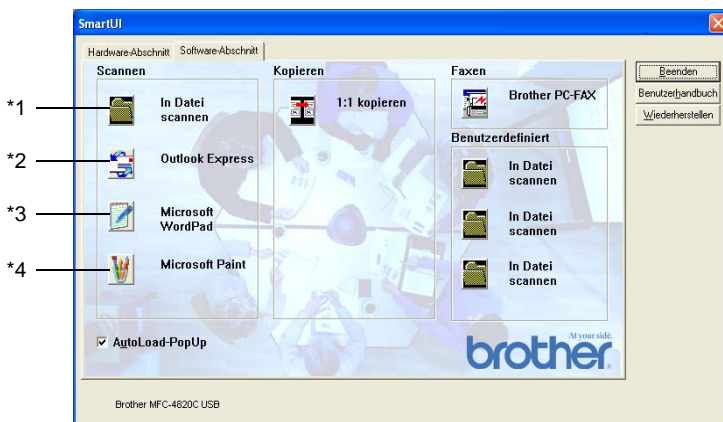 SmartUI
Hardware-Abschnitt Software-Abschnitt
Scannen
*1 In Datei
scannen
*2 Outlook Express
*3 Microsoft
WordPad
*4 Microsoft Paint
Kopieren
1:1 kopieren
Faxen
Brother PC-FAX
Benutzerdefiniert
In Datei
scannen
In Datei
scannen
In Datei
scannen
Beenden
Benutzerhandbuch
Wiederherstellen
AutoLoad-PopUp
At your side.
brother
Brother MFC-4820C USB